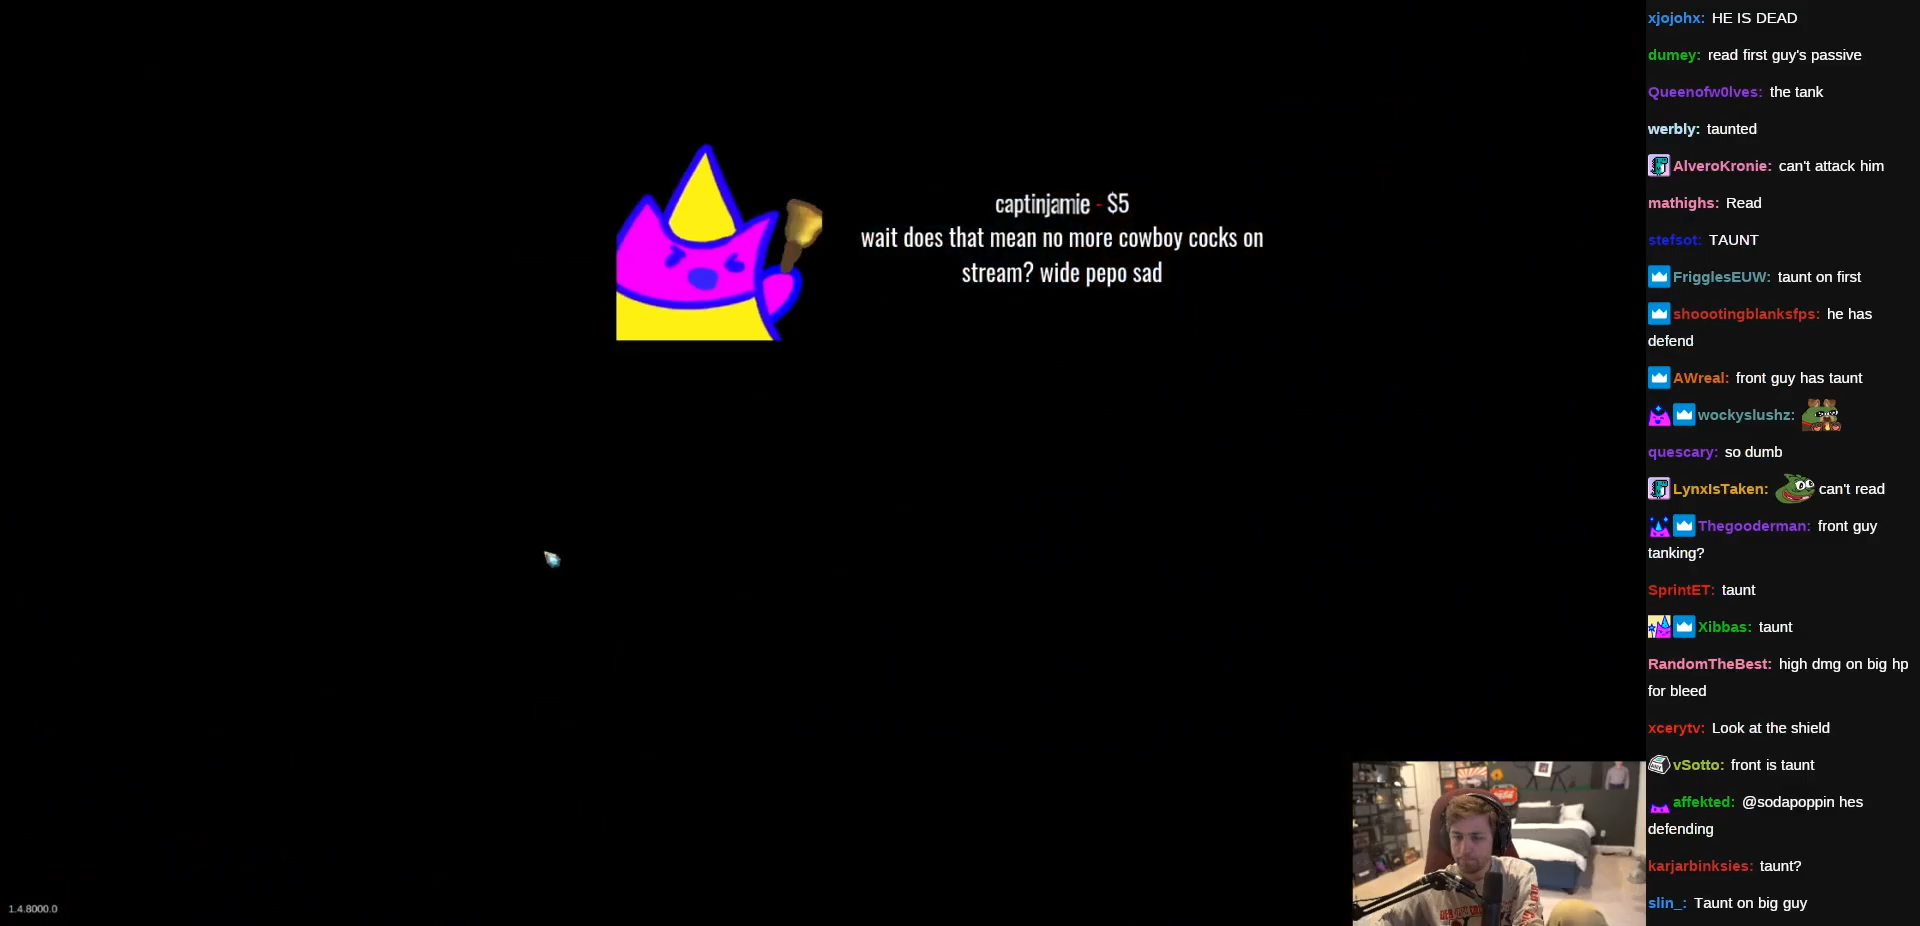 captinjamie - $5
wait does that mean no more cowboy cocks on
stream? wide pepo sad
1.4.8000.0
xjojohx: HE IS DEAD
dumey: read first guy's passive
Queenofw0lves: the tank
werbly: taunted
AlveroKronie: can't attack him
mathighs: Read
stefsot: TAUNT
FrigglesEUW: taunt on first
shoootingblanksfps: he has
defend
AWreal: front guy has taunt
wockyslushz:
quescary: so dumb
LynxIsTaken: can't read
Thegooderman: front guy
tanking?
SprintET: taunt
Xibbas: taunt
RandomTheBest: high dmg on big hp
for bleed
xcerytv: Look at the shield
vSotto: front is taunt
affekted: @sodapoppin hes
defending
karjarbinksies: taunt?
slin_: Taunt on big guy